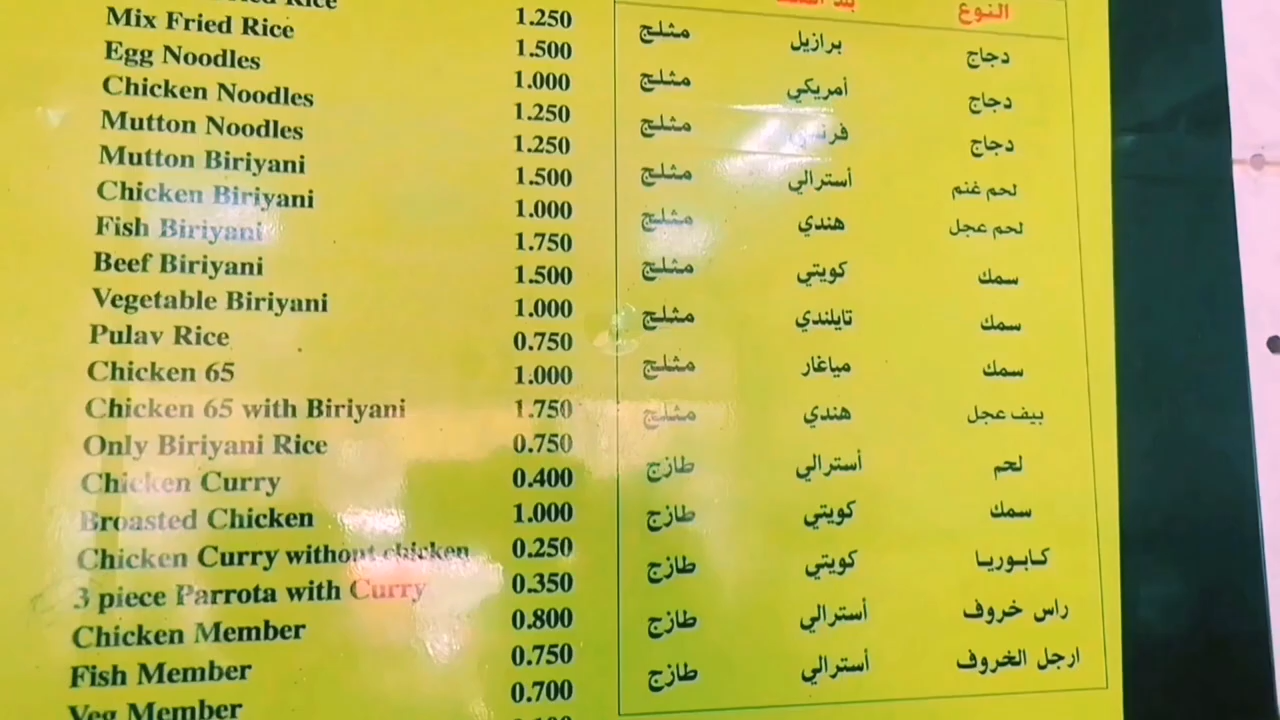 Rice 1.250
Mix Fried Rice 1.500
Egg Noodles 1.000
Chicken Noodles 1.250
Mutton Noodles 1.250
Mutton Biriyani 1.500
Chicken Biriyani 1.000
Fish Biriyani 1.750
Beef Biriyani 1.500
Vegetable Biriyani 1.000
Pulav Rice 0.750
Chicken 65 1.000
Chicken 65 with Biriyani 1.750
Only Biriyani Rice 0.750
Chicken Curry 0.400
Broasted Chicken 1.000
Chicken Curry without chicken 0.250
3 piece Parrota with Curry 0.350
Chicken Member 0.800
Fish Member 0.750
Veg Member 0.700
النوع بلد
دجاج برازيل مثلج
دجاج أمريكي مثلج
دجاج فرنسي مثلج
لحم غنم أسترالي مثلج
لحم عجل هندي مثلج
سمك كويتي مثلج
سمك تايلندي مثلج
سمك مياغار مثلج
بيف عجل هندي مثلج
لحم أسترالي طازج
سمك كويتي طازج
كابوريا كويتي طازج
راس خروف أسترالي طازج
ارجل الخروف أسترالي طازج